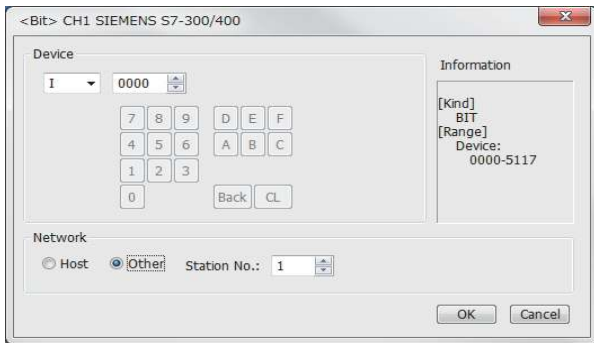 <Bit> CH1 SIEMENS S7-300/400
Device
I 0000
7 8 9 D E F
4 5 6 A B C
1 2 3
0 Back CL
Information
[Kind]
BIT
[Range]
Device:
0000-5117
Network
Host Other Station No.: 1
OK Cancel